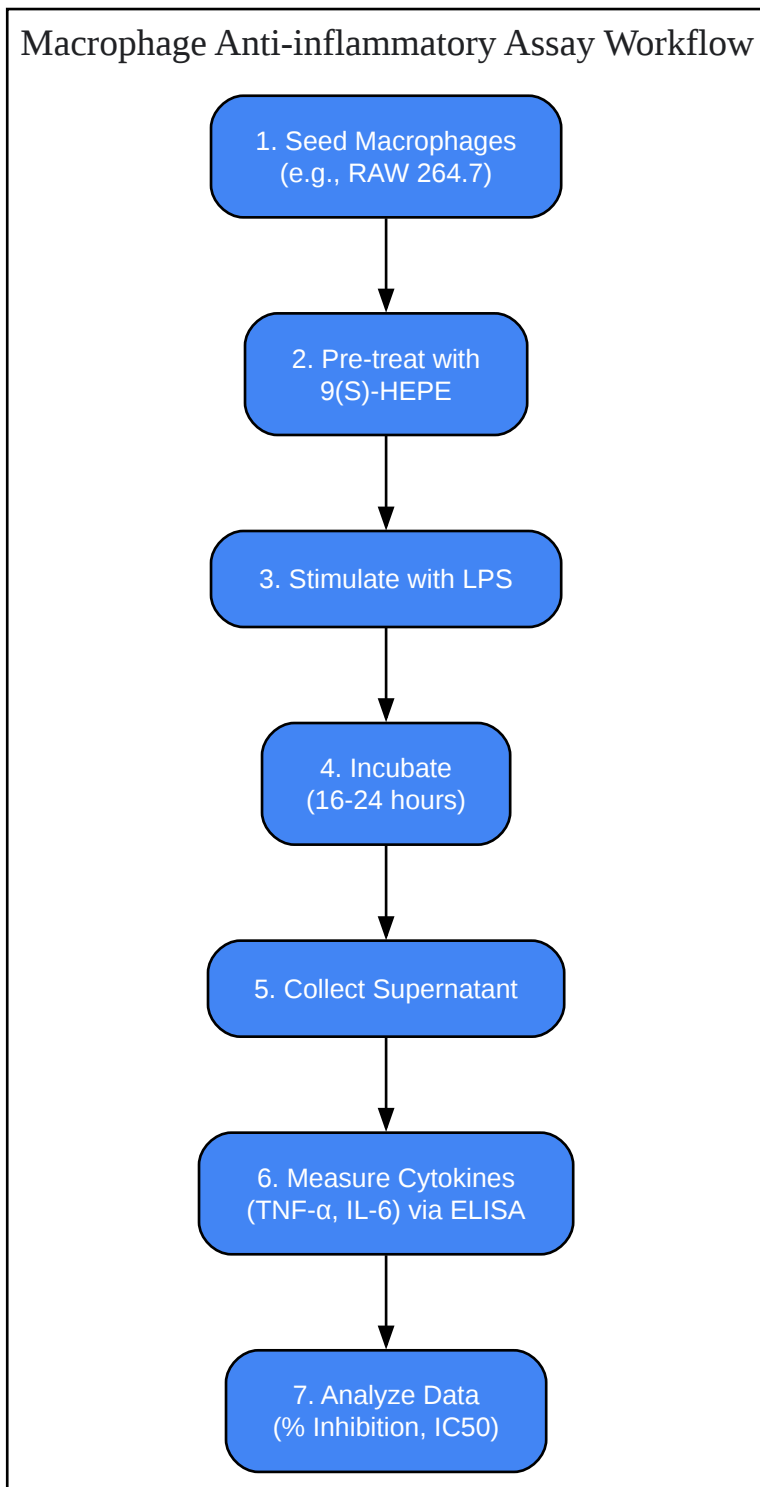 Macrophage Anti-inflammatory Assay Workflow
1. Seed Macrophages
(e.g., RAW 264.7)
2. Pre-treat with
9(S)-HEPE
3. Stimulate with LPS
4. Incubate
(16-24 hours)
5. Collect Supernatant
6. Measure Cytokines
(TNF-α, IL-6) via ELISA
7. Analyze Data
(% Inhibition, IC50)